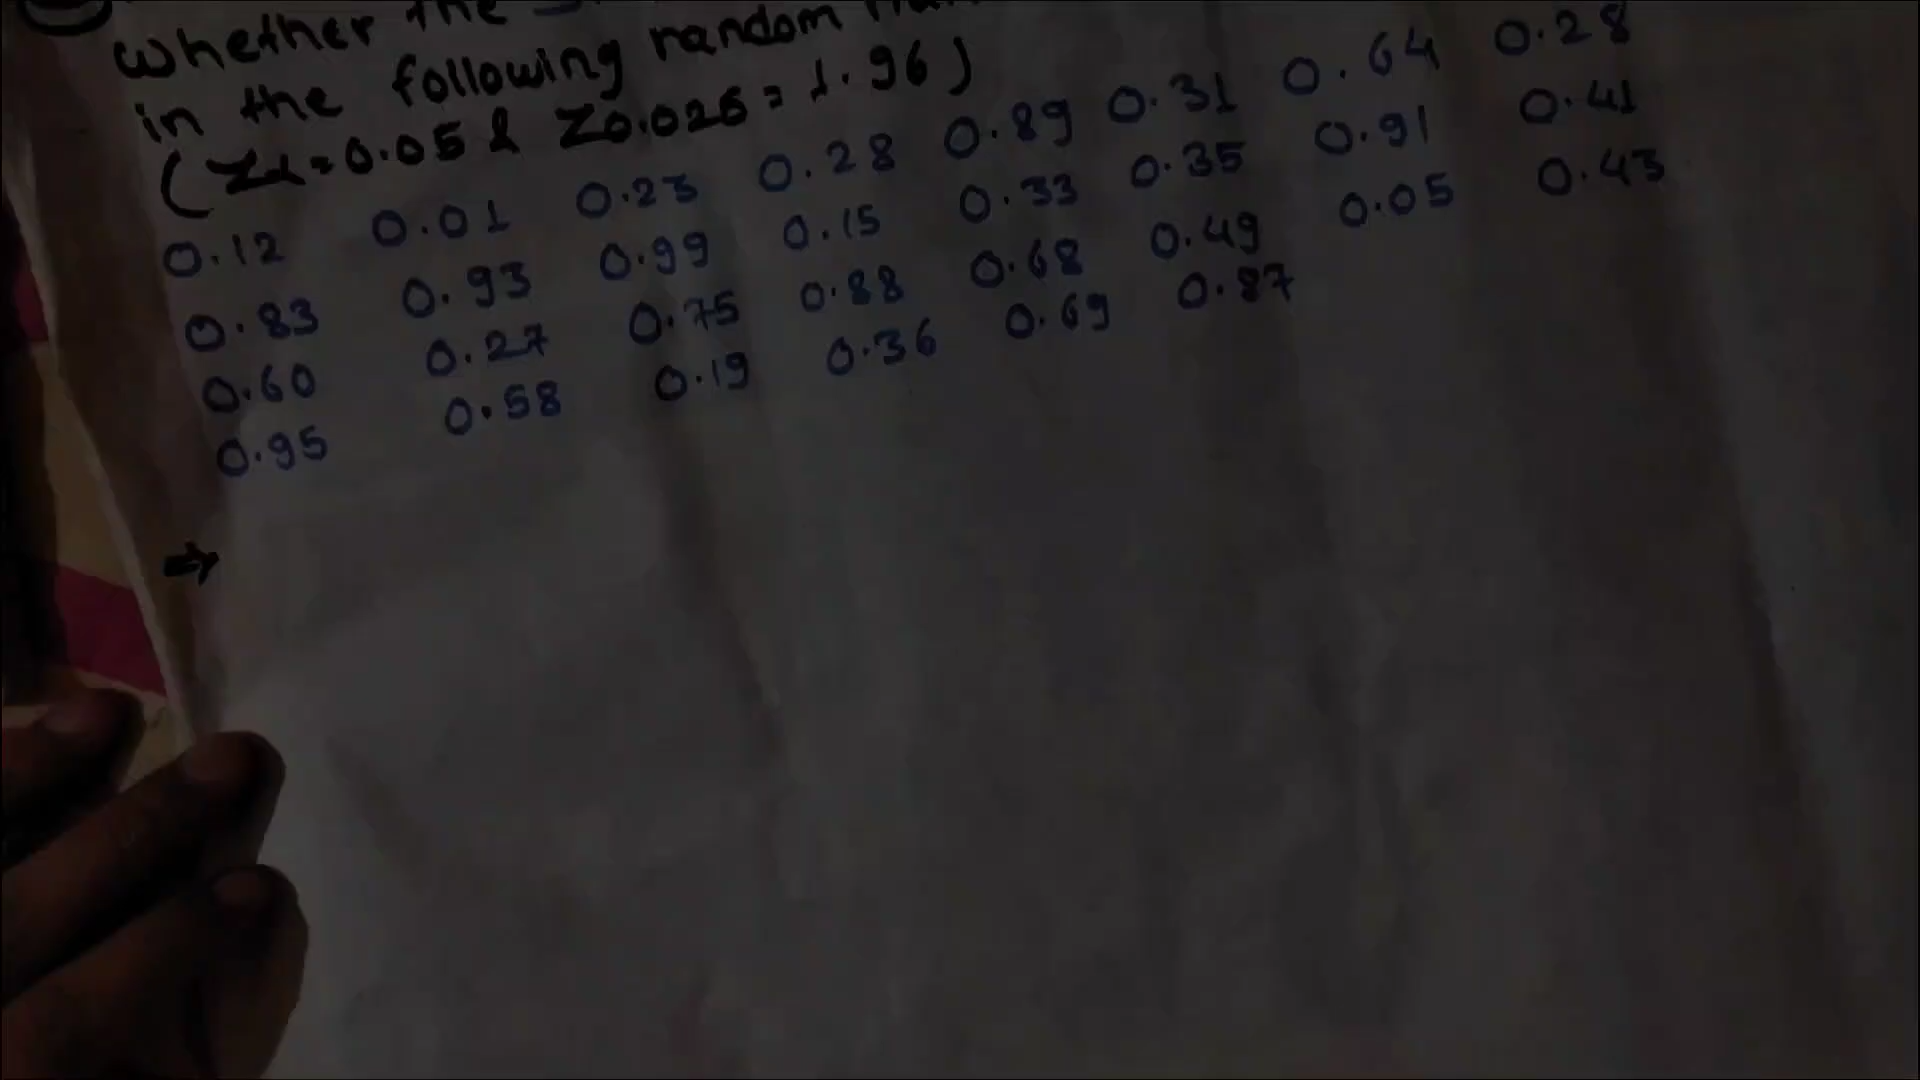 whether the
in the following random
(Zα=0.05 & Z0.025 = 1.96)
0.12 0.01 0.23 0.28 0.89 0.31 0.64 0.28
0.83 0.93 0.99 0.15 0.33 0.35 0.91 0.41
0.60 0.27 0.75 0.88 0.68 0.49 0.05 0.43
0.95 0.58 0.19 0.36 0.69 0.87
→